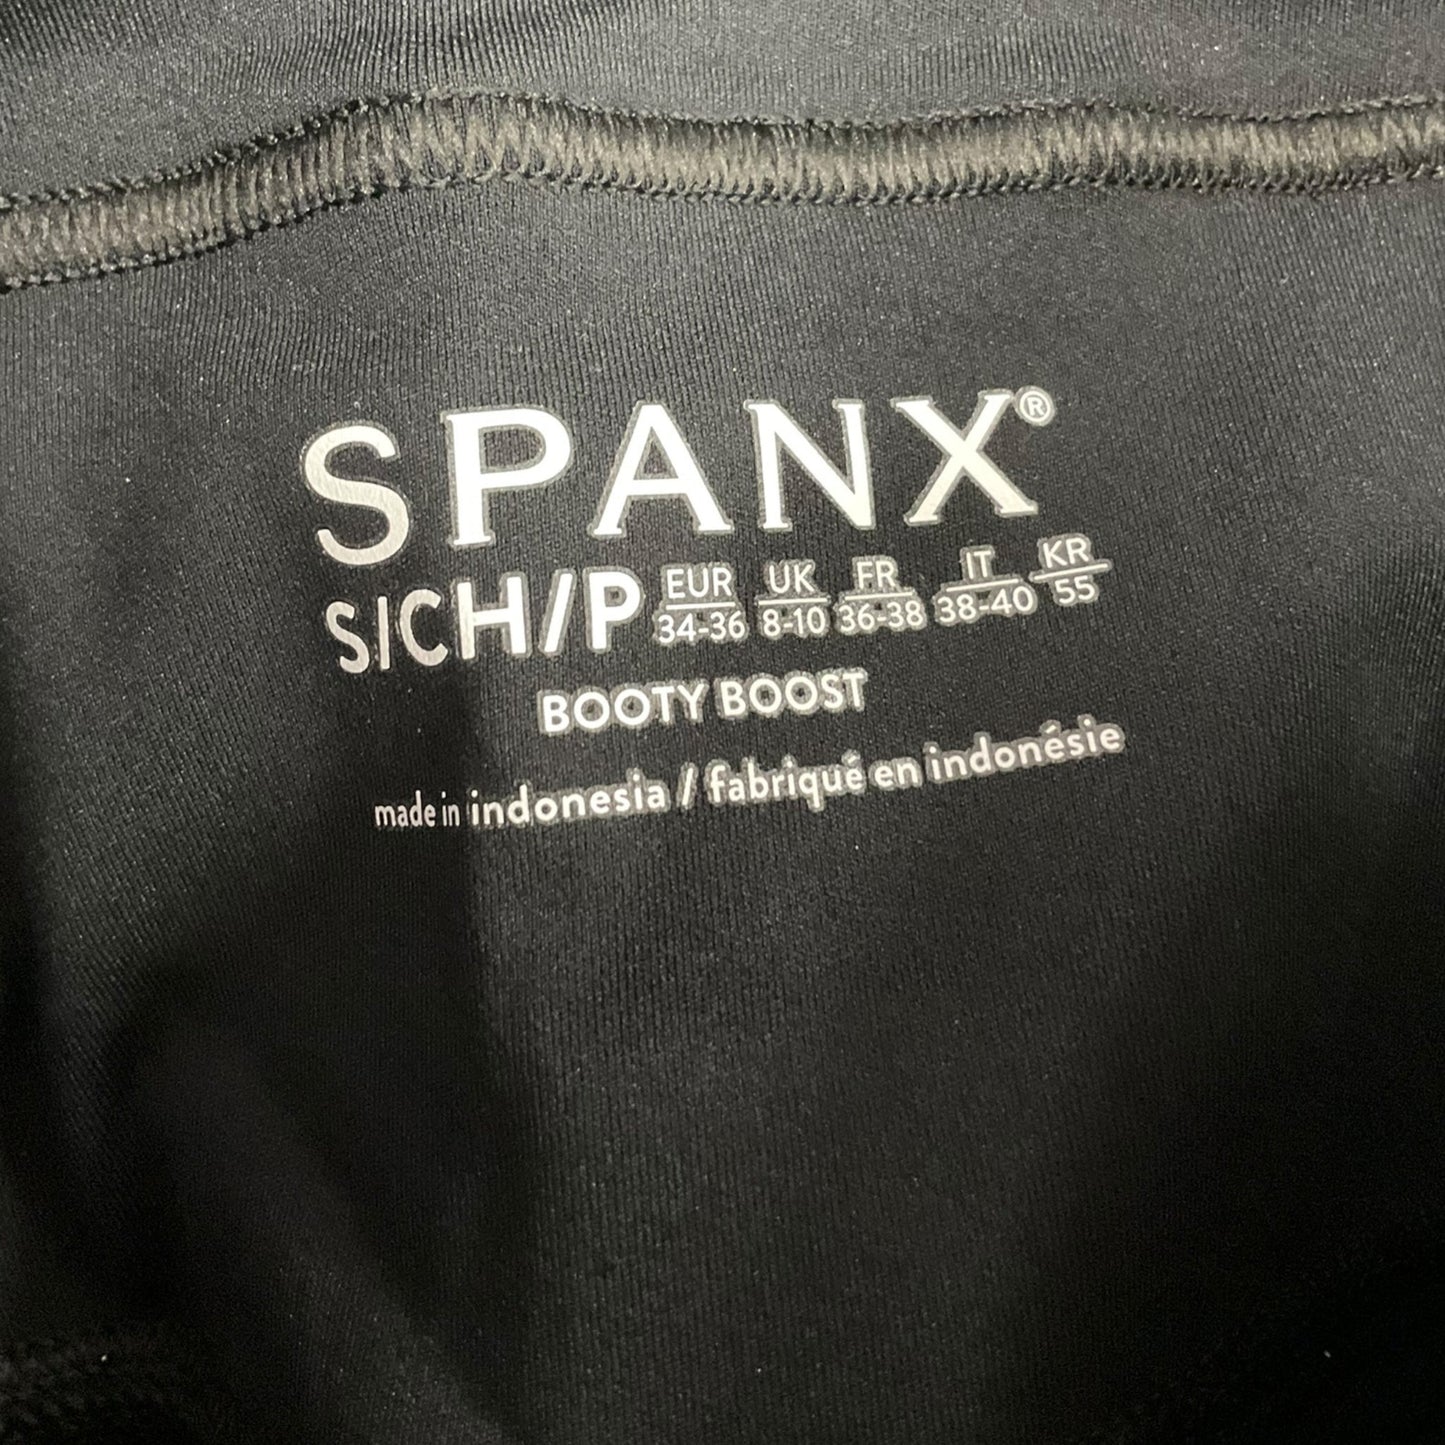 SPANX®
S/CH/P EUR 34-36 UK 8-10 FR 36-38 IT 38-40 KR 55
BOOTY BOOST
made in indonesia / fabriqué en indonésie